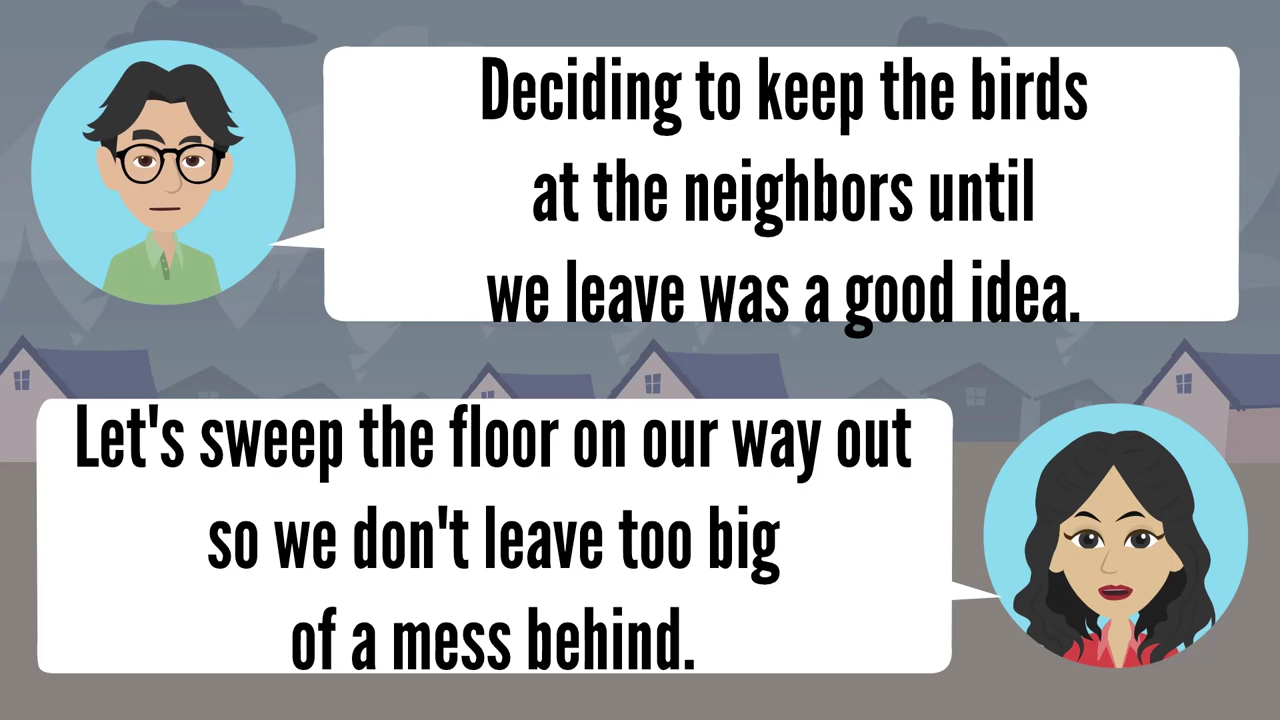 Deciding to keep the birds
at the neighbors until
we leave was a good idea.
Let's sweep the floor on our way out
so we don't leave too big
of a mess behind.